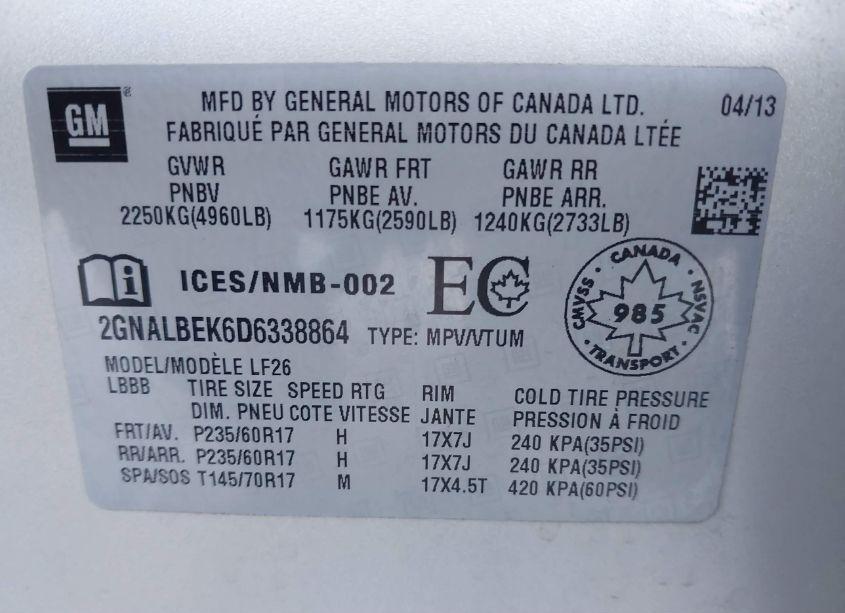 GM®
MFD BY GENERAL MOTORS OF CANADA LTD. 04/13
FABRIQUÉ PAR GENERAL MOTORS DU CANADA LTÉE
GVWR GAWR FRT GAWR RR
PNBV PNBE AV. PNBE ARR.
2250KG(4960LB) 1175KG(2590LB) 1240KG(2733LB)
i ICES/NMB-002 EC
CANADA
CMVSS 985 NSVAC
TRANSPORT
2GNALBEK6D6338864 TYPE: MPV/VTUM
MODEL/MODÈLE LF26
LBBB TIRE SIZE SPEED RTG RIM COLD TIRE PRESSURE
DIM. PNEU COTE VITESSE JANTE PRESSION À FROID
FRT/AV. P235/60R17 H 17X7J 240 KPA(35PSI)
RR/ARR. P235/60R17 H 17X7J 240 KPA(35PSI)
SPA/SOS T145/70R17 M 17X4.5T 420 KPA(60PSI)